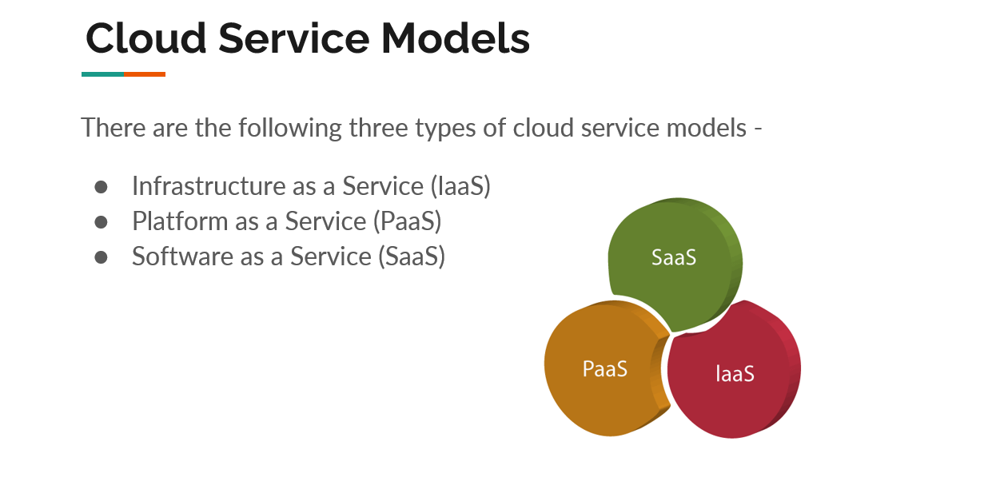 Cloud Service Models
There are the following three types of cloud service models -
● Infrastructure as a Service (IaaS)
● Platform as a Service (PaaS)
● Software as a Service (SaaS)
SaaS
PaaS
IaaS